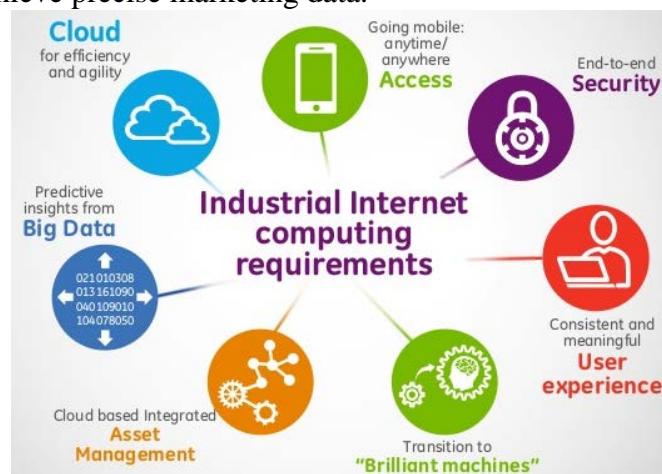 Cloud
for efficiency
and agility
Going mobile:
anytime/
anywhere
Access
End-to-end
Security
Industrial Internet
computing
requirements
Predictive
insights from
Big Data
021010308
013161090
040109010
104078050
Consistent and
meaningful
User
experience
Cloud based Integrated
Asset
Management
Transition to
“Brilliant machines”